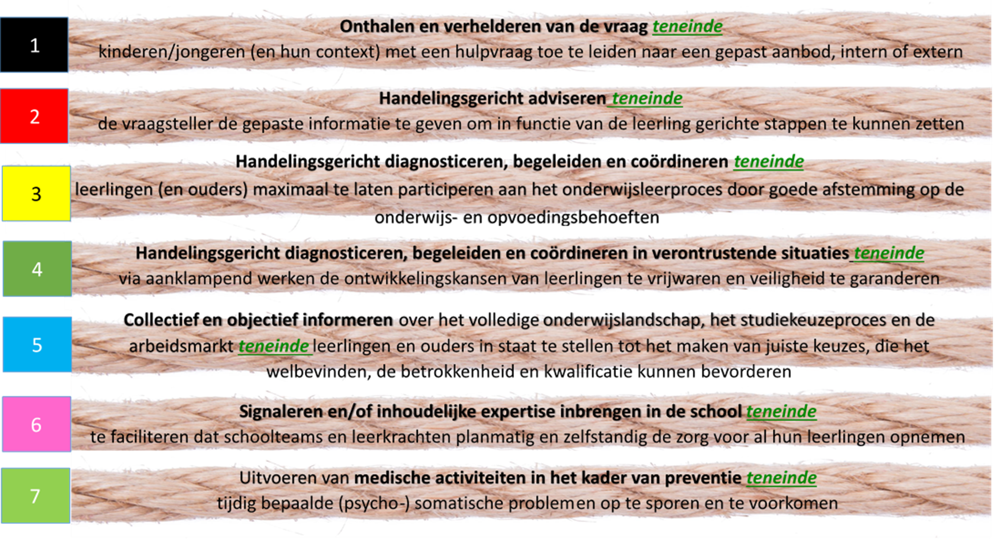 1
Onthalen en verhelderen van de vraag teneinde
kinderen/jongeren (en hun context) met een hulpvraag toe te leiden naar een gepast aanbod, intern of extern
2
Handelingsgericht adviseren teneinde
de vraagsteller de gepaste informatie te geven om in functie van de leerling gerichte stappen te kunnen zetten
3
Handelingsgericht diagnosticeren, begeleiden en coördineren teneinde
leerlingen (en ouders) maximaal te laten participeren aan het onderwijsleerproces door goede afstemming op de
onderwijs- en opvoedingsbehoeften
4
Handelingsgericht diagnosticeren, begeleiden en coördineren in verontrustende situaties teneinde
via aanklampend werken de ontwikkelingskansen van leerlingen te vrijwaren en veiligheid te garanderen
5
Collectief en objectief informeren over het volledige onderwijslandschap, het studiekeuzeproces en de
arbeidsmarkt teneinde leerlingen en ouders in staat te stellen tot het maken van juiste keuzes, die het
welbevinden, de betrokkenheid en kwalificatie kunnen bevorderen
6
Signaleren en/of inhoudelijke expertise inbrengen in de school teneinde
te faciliteren dat schoolteams en leerkrachten planmatig en zelfstandig de zorg voor al hun leerlingen opnemen
7
Uitvoeren van medische activiteiten in het kader van preventie teneinde
tijdig bepaalde (psycho-) somatische problemen op te sporen en te voorkomen